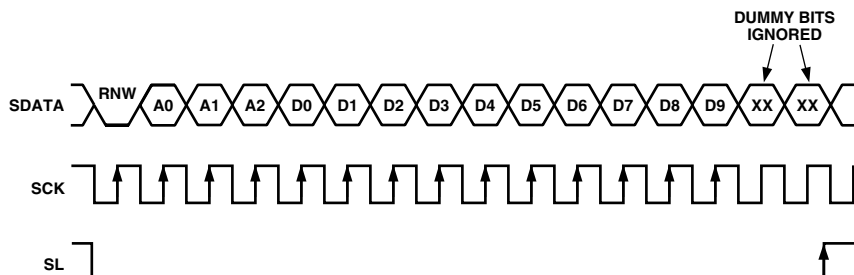 DUMMY BITS
IGNORED
SDATA RNW A0 A1 A2 D0 D1 D2 D3 D4 D5 D6 D7 D8 D9 XX XX
SCK
SL